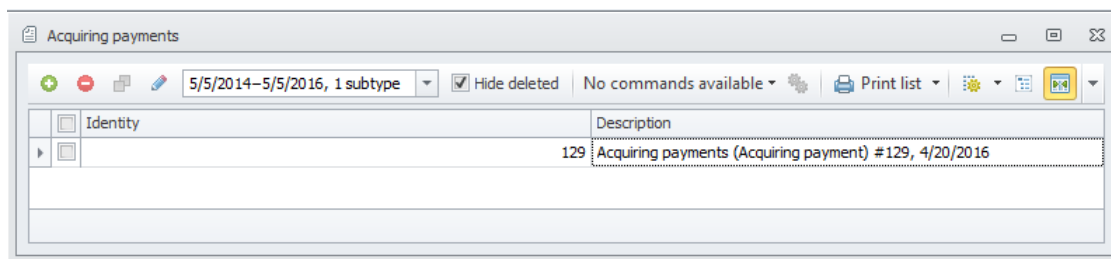 Acquiring payments
5/5/2014–5/5/2016, 1 subtype Hide deleted No commands available Print list
Identity Description
129 Acquiring payments (Acquiring payment) #129, 4/20/2016